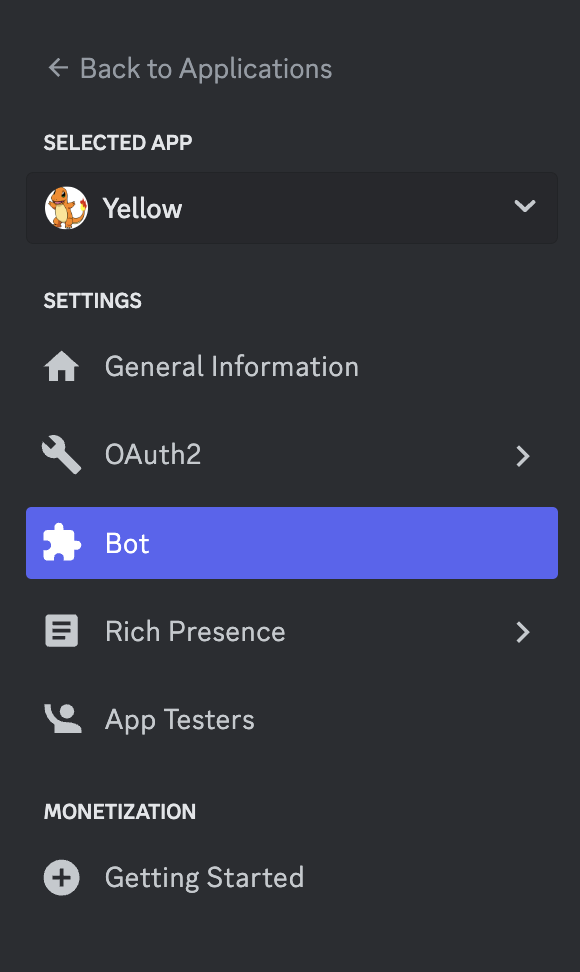 ← Back to Applications
SELECTED APP
Yellow
SETTINGS
General Information
OAuth2
Bot
Rich Presence
App Testers
MONETIZATION
Getting Started